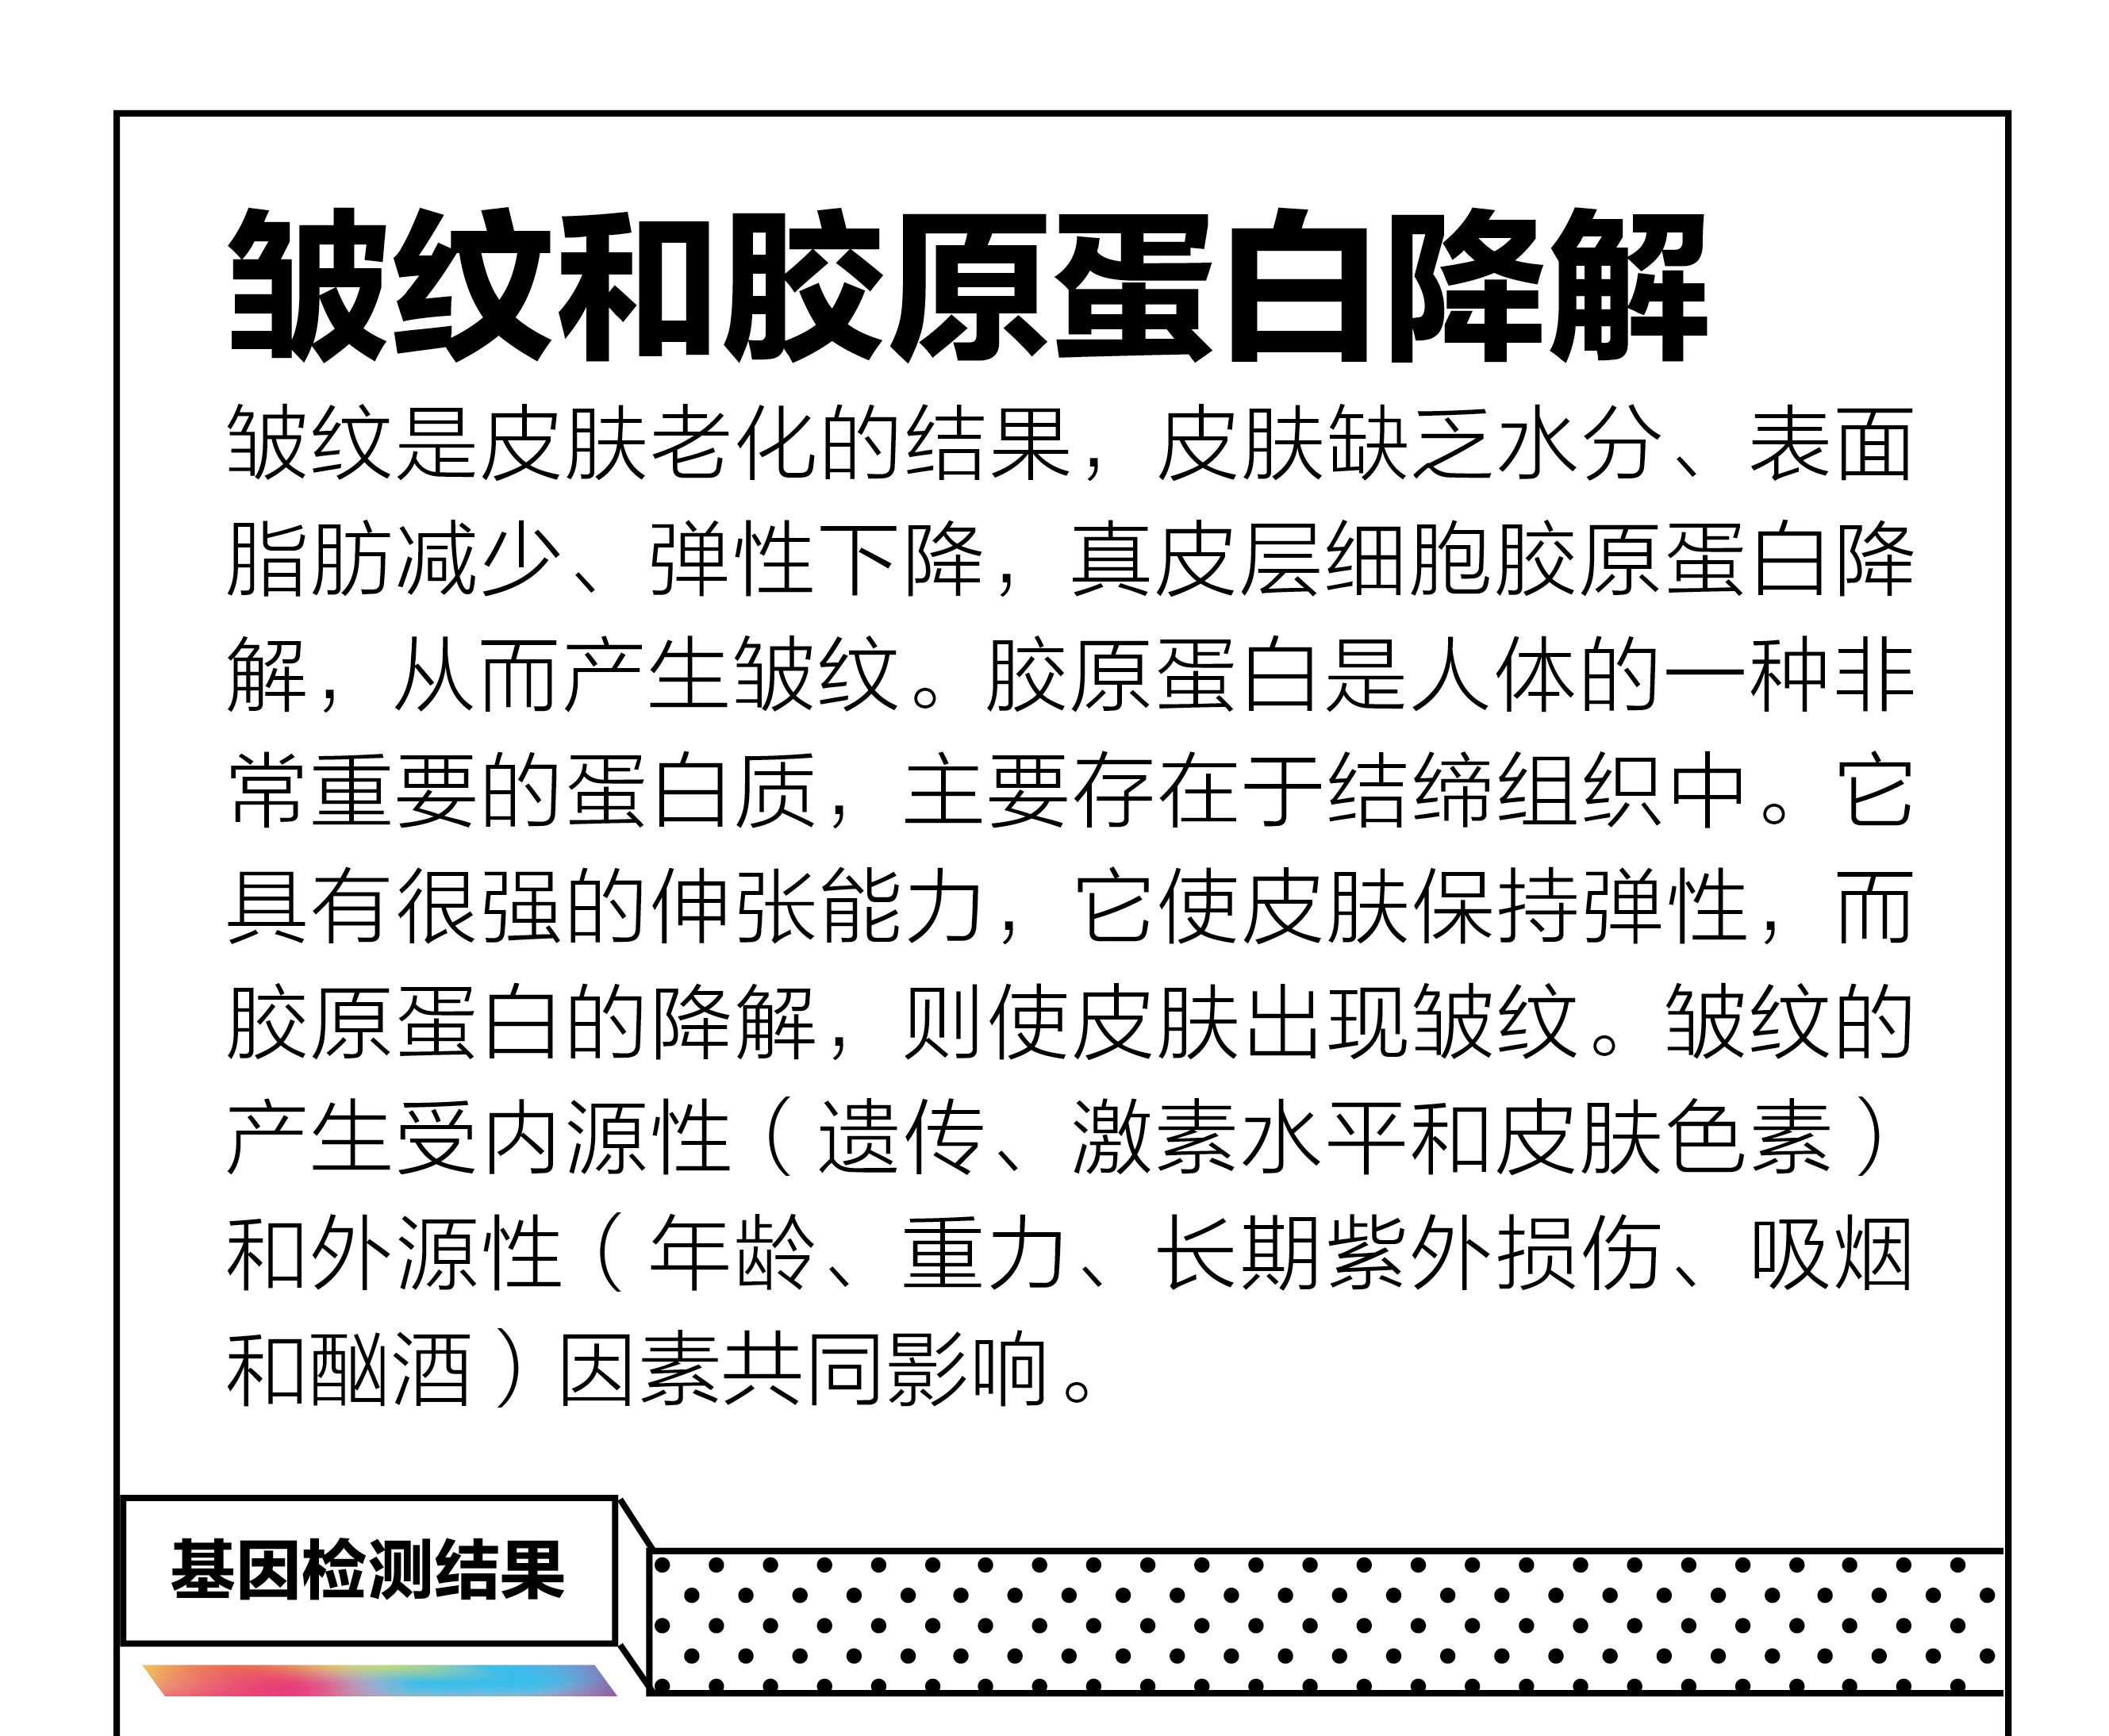 皱纹和胶原蛋白降解
皱纹是皮肤老化的结果，皮肤缺乏水分、表面
脂肪减少、弹性下降，真皮层细胞胶原蛋白降
解，从而产生皱纹。胶原蛋白是人体的一种非
常重要的蛋白质，主要存在于结缔组织中。它
具有很强的伸张能力，它使皮肤保持弹性，而
胶原蛋白的降解，则使皮肤出现皱纹。皱纹的
产生受内源性（遗传、激素水平和皮肤色素）
和外源性（年龄、重力、长期紫外损伤、吸烟
和酗酒）因素共同影响。
基因检测结果